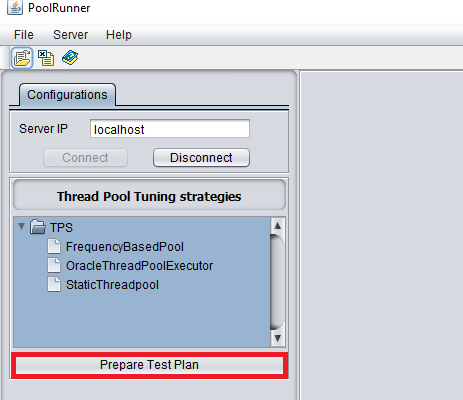 PoolRunner
File Server Help
Configurations
Server IP localhost
Connect Disconnect
Thread Pool Tuning strategies
TPS
FrequencyBasedPool
OracleThreadPoolExecutor
StaticThreadpool
Prepare Test Plan